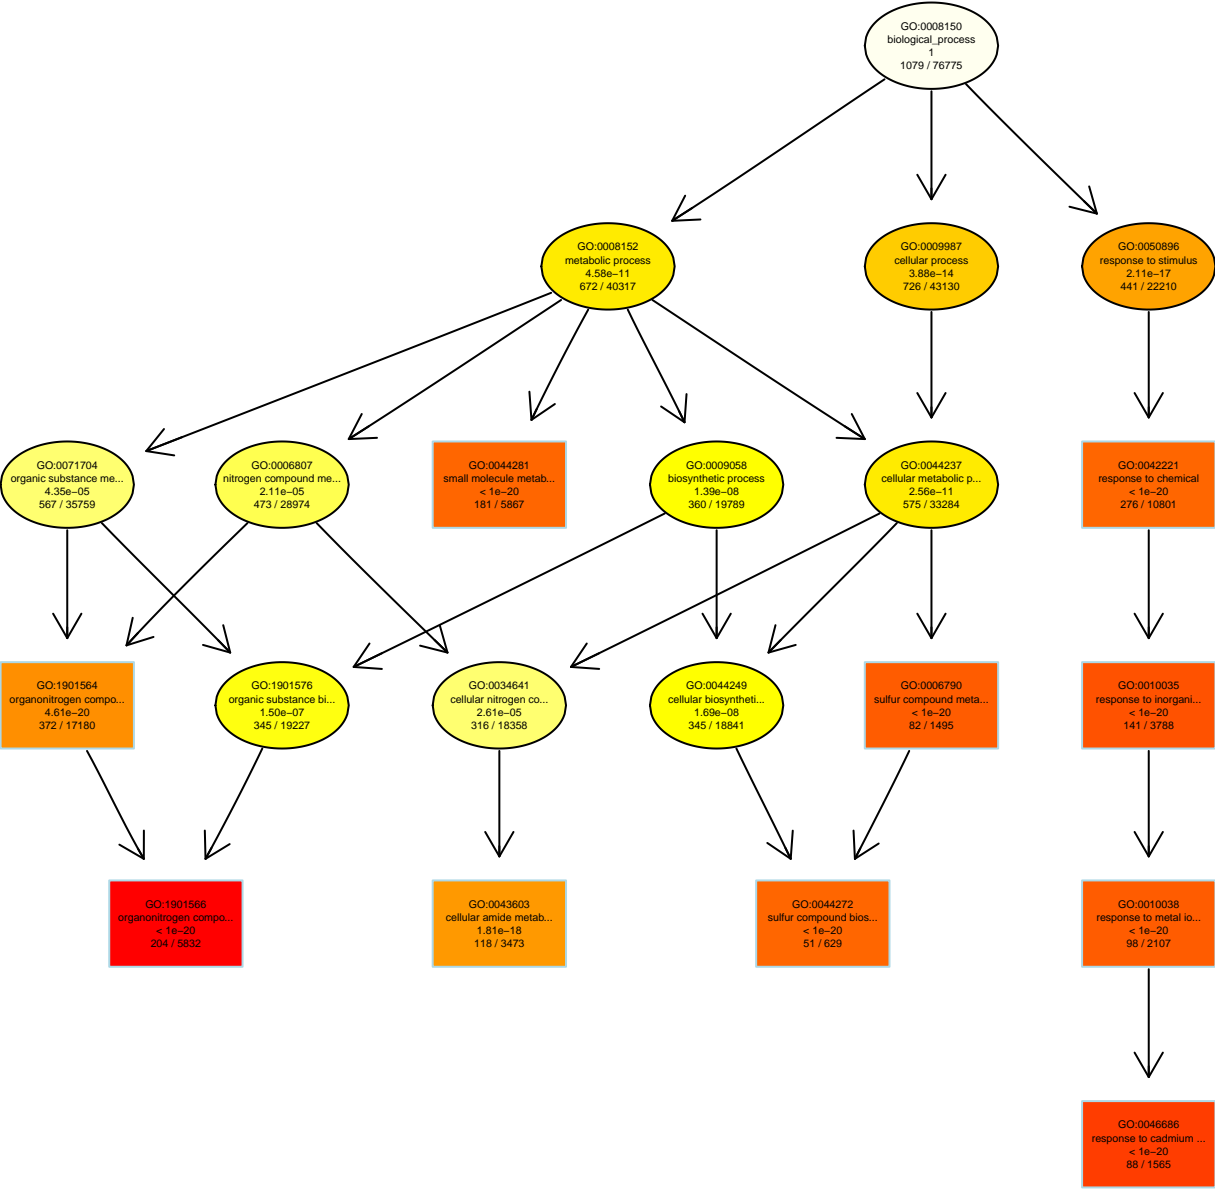 GO:0008150
biological_process
1
1079 / 76775
GO:0008152
metabolic process
4.58e−11
672 / 40317
GO:0009987
cellular process
3.88e−14
726 / 43130
GO:0050896
response to stimulus
2.11e−17
441 / 22210
GO:0071704
organic substance me...
4.35e−05
567 / 35759
GO:0006807
nitrogen compound me...
2.11e−05
473 / 28974
GO:0044281
small molecule metab...
< 1e−20
181 / 5867
GO:0009058
biosynthetic process
1.39e−08
360 / 19789
GO:0044237
cellular metabolic p...
2.56e−11
575 / 33284
GO:0042221
response to chemical
< 1e−20
276 / 10801
GO:1901564
organonitrogen compo...
4.61e−20
372 / 17180
GO:1901576
organic substance bi...
1.50e−07
345 / 19227
GO:0034641
cellular nitrogen co...
2.61e−05
316 / 18358
GO:0044249
cellular biosyntheti...
1.69e−08
345 / 18841
GO:0006790
sulfur compound meta...
< 1e−20
82 / 1495
GO:0010035
response to inorgani...
< 1e−20
141 / 3788
GO:1901566
organonitrogen compo...
< 1e−20
204 / 5832
GO:0043603
cellular amide metab...
1.81e−18
118 / 3473
GO:0044272
sulfur compound bios...
< 1e−20
51 / 629
GO:0010038
response to metal io...
< 1e−20
98 / 2107
GO:0046686
response to cadmium ...
< 1e−20
88 / 1565